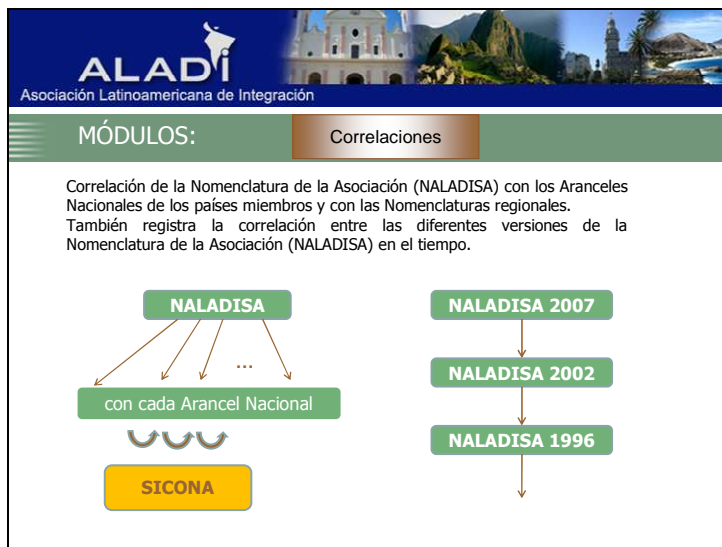 ALADI
Asociación Latinoamericana de Integración
MÓDULOS:
Correlaciones
Correlación de la Nomenclatura de la Asociación (NALADISA) con los Aranceles
Nacionales de los países miembros y con las Nomenclaturas regionales.
También registra la correlación entre las diferentes versiones de la
Nomenclatura de la Asociación (NALADISA) en el tiempo.
NALADISA
...
con cada Arancel Nacional
SICONA
NALADISA 2007
NALADISA 2002
NALADISA 1996